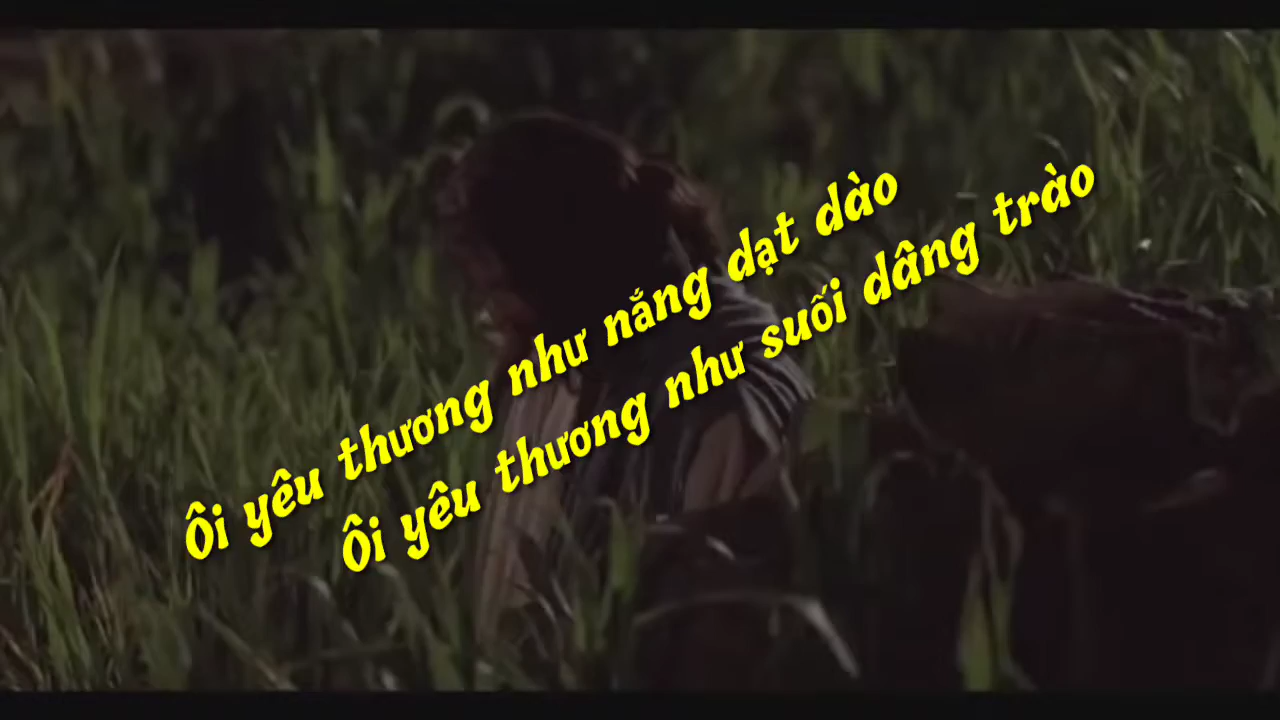 Ôi yêu thương như nắng dạt dào
Ôi yêu thương như suối dâng trào